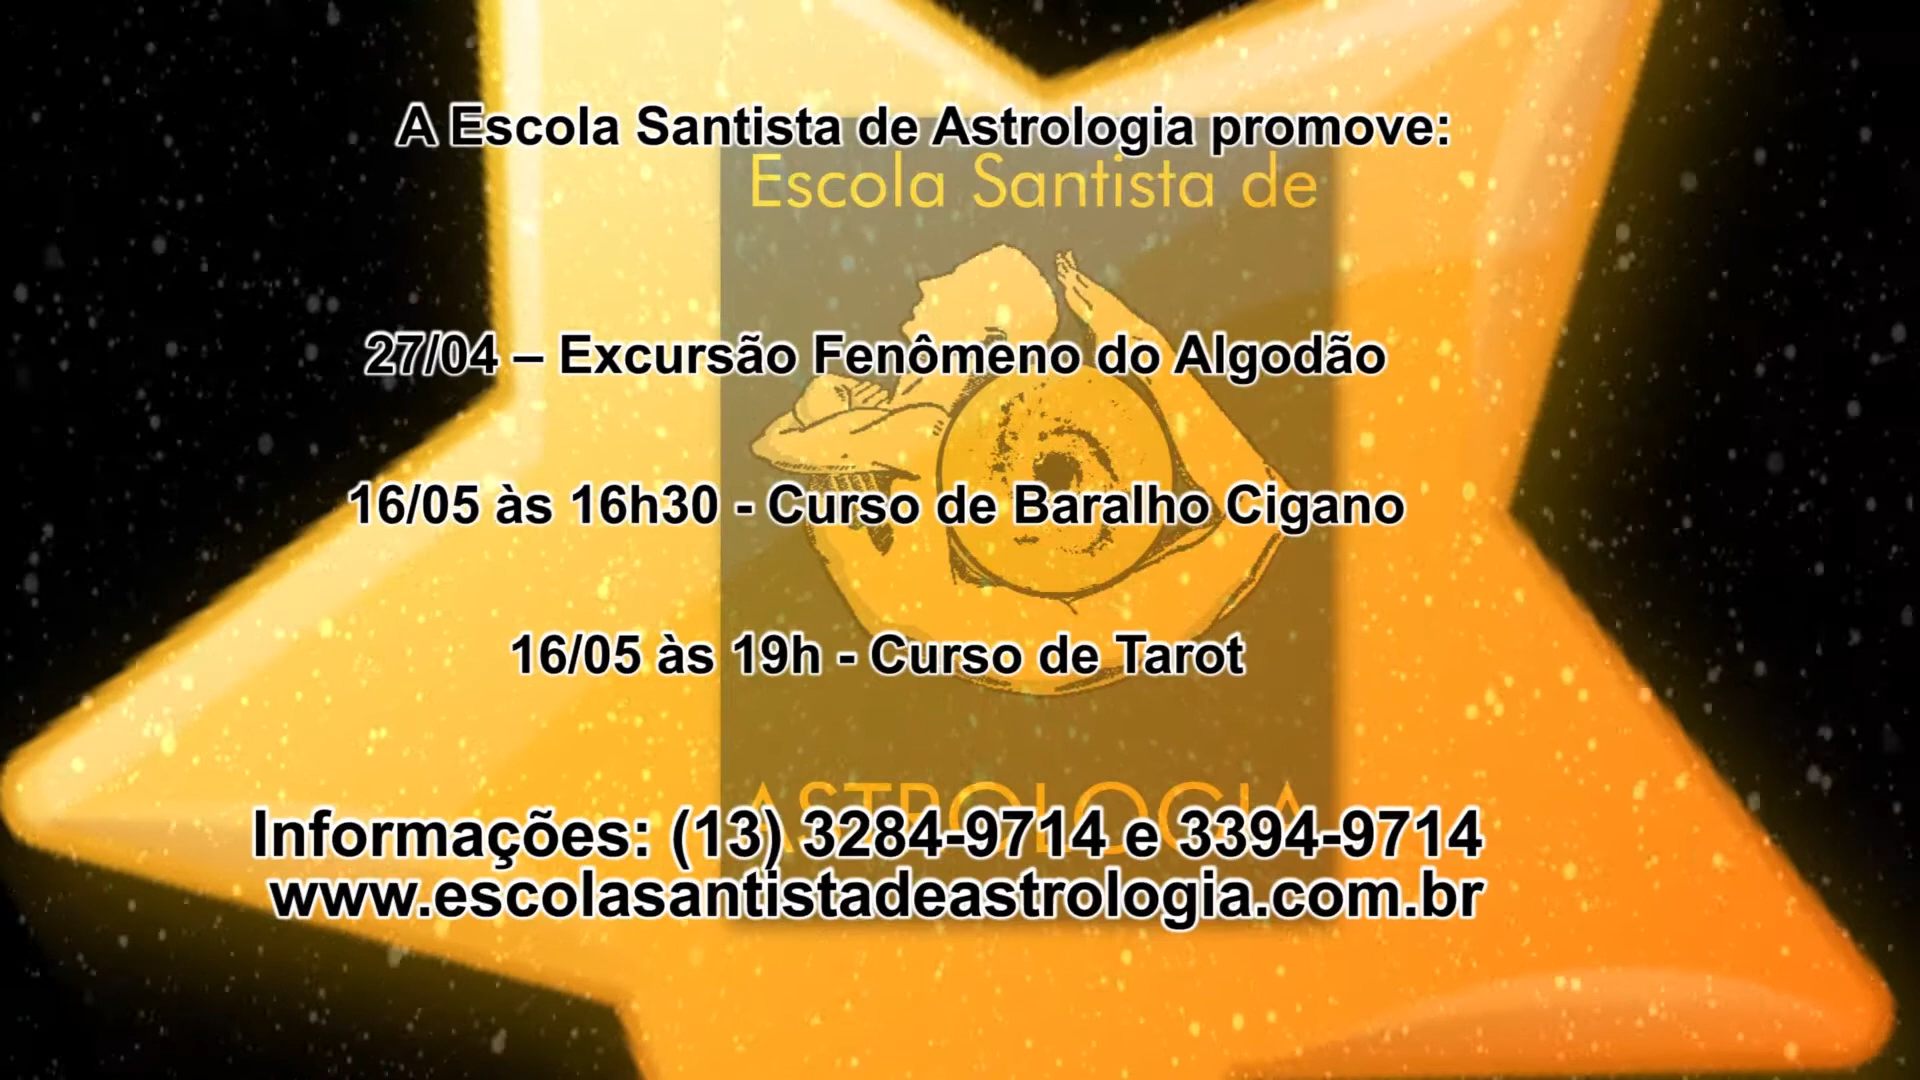 A Escola Santista de Astrologia promove:
Escola Santista de
27/04 – Excursão Fenômeno do Algodão
16/05 às 16h30 - Curso de Baralho Cigano
16/05 às 19h - Curso de Tarot
ASTROLOGIA
Informações: (13) 3284-9714 e 3394-9714
www.escolasantistadeastrologia.com.br